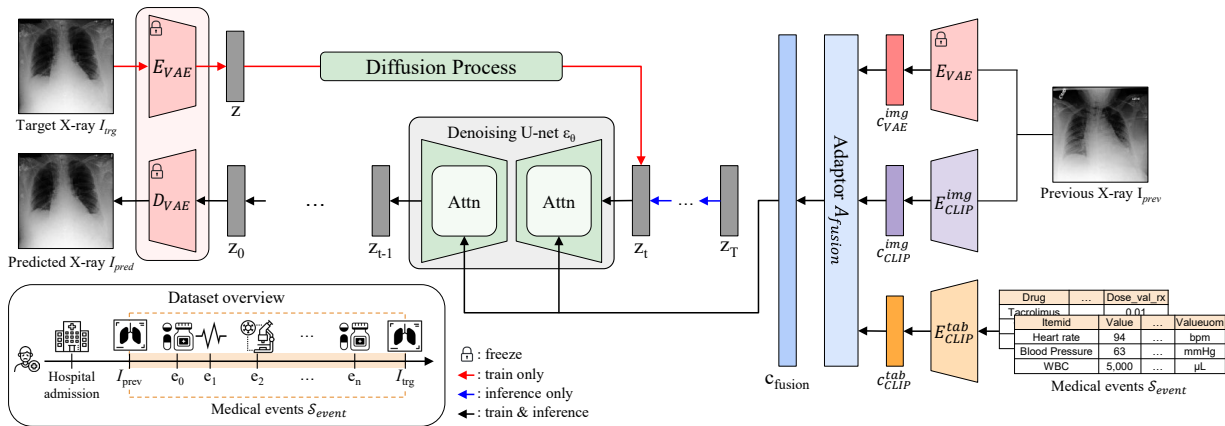 Target X-ray I_trg
E_VAE
z
Diffusion Process
Denoising U-net ε_θ
Attn
Attn
Predicted X-ray I_pred
D_VAE
z_0
...
z_{t-1}
z_t
...
z_T
c_fusion
Adaptor A_fusion
c_VAE^img
E_VAE
c_CLIP^img
E_CLIP^img
Previous X-ray I_prev
c_CLIP^tab
E_CLIP^tab
Drug ... Dose_val_rx
Tacrolimus 0.01
Itemid Value ... Valueuom
Heart rate 94 ... bpm
Blood Pressure 63 ... mmHg
WBC 5,000 ... μL
Medical events S_event
Dataset overview
...
Hospital
admission
I_prev e_0 e_1 e_2 ... e_n I_trg
Medical events S_event
: freeze
: train only
: inference only
: train & inference